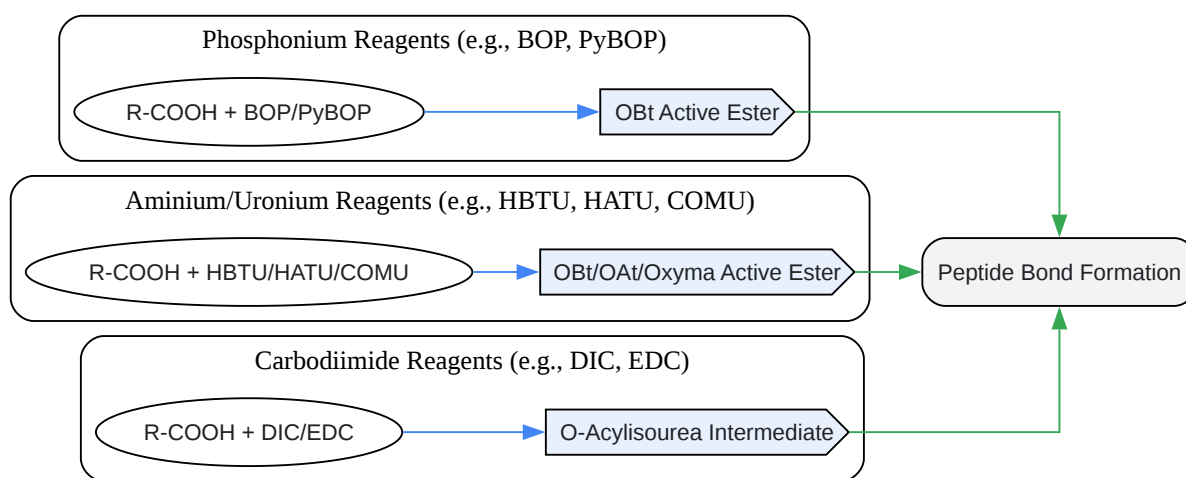 Phosphonium Reagents (e.g., BOP, PyBOP)
R-COOH + BOP/PyBOP
OBt Active Ester
Aminium/Uronium Reagents (e.g., HBTU, HATU, COMU)
R-COOH + HBTU/HATU/COMU
OBt/OAt/Oxyma Active Ester
Peptide Bond Formation
Carbodiimide Reagents (e.g., DIC, EDC)
R-COOH + DIC/EDC
O-Acylisourea Intermediate